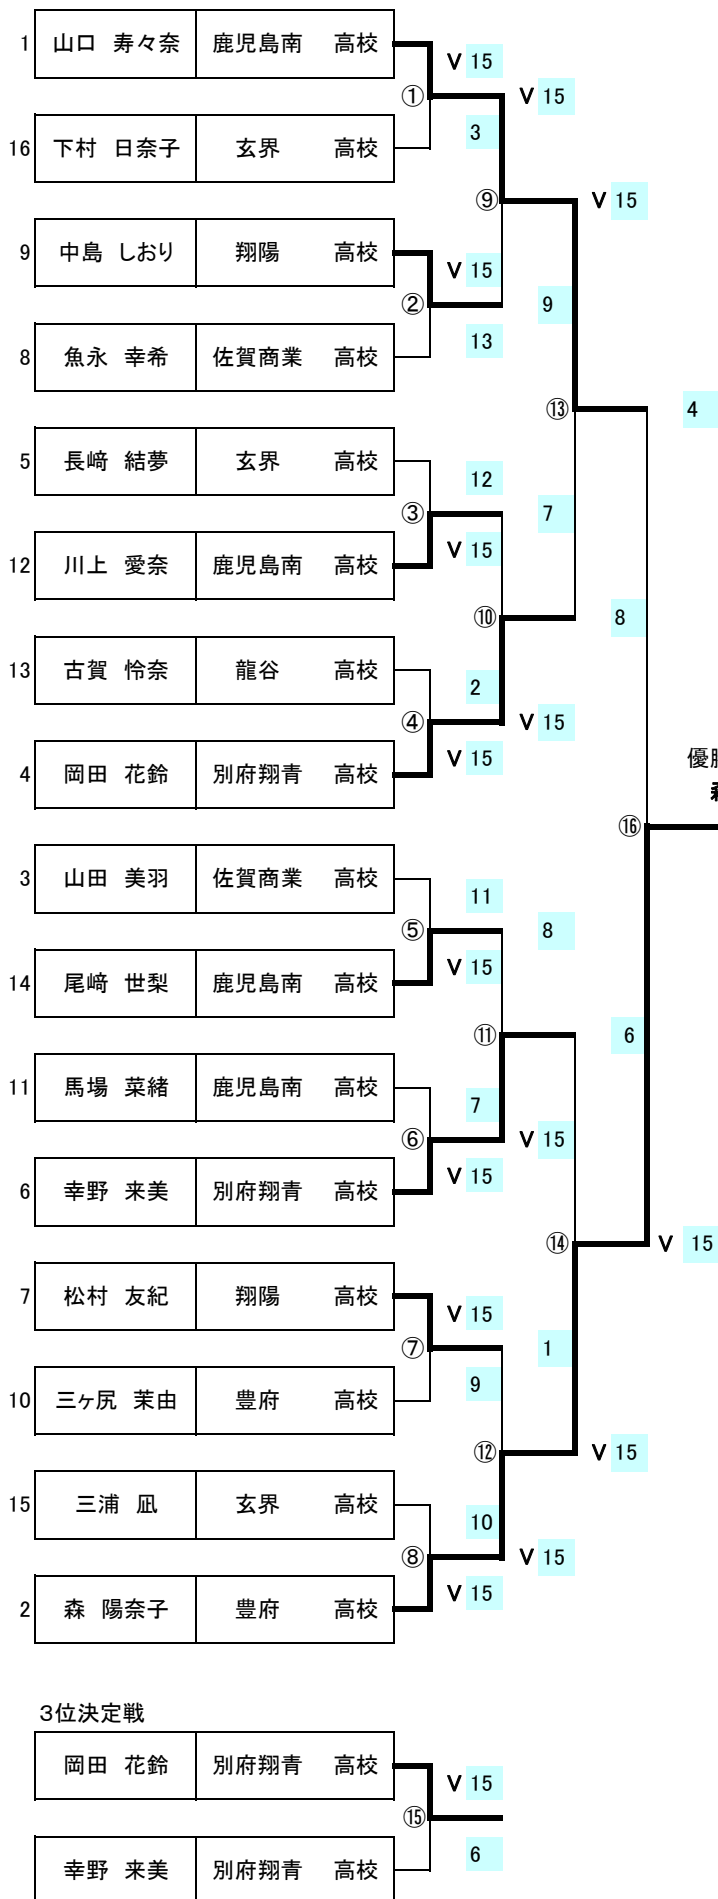 1 山口 寿々奈 鹿児島南 高校
V 15
① V 15
3
16 下村 日奈子 玄界 高校
⑨ V 15
9 中島 しおり 翔陽 高校
V 15
② 9
13
8 魚永 幸希 佐賀商業 高校
⑬ 4
5 長﨑 結夢 玄界 高校
12
③ 7
V 15
12 川上 愛奈 鹿児島南 高校
⑩ 8
13 古賀 怜奈 龍谷 高校
2
④ V 15
V 15
4 岡田 花鈴 別府翔青 高校
優
⑯
3 山田 美羽 佐賀商業 高校
11
⑤ 8
V 15
14 尾﨑 世梨 鹿児島南 高校
⑪ 6
11 馬場 菜緒 鹿児島南 高校
7
⑥ V 15
V 15
6 幸野 来美 別府翔青 高校
⑭ V 15
7 松村 友紀 翔陽 高校
V 15
⑦ 1
9
10 三ヶ尻 茉由 豊府 高校
⑫ V 15
15 三浦 凪 玄界 高校
10
⑧ V 15
V 15
2 森 陽奈子 豊府 高校
３位決定戦
岡田 花鈴 別府翔青 高校
V 15
⑮
6
幸野 来美 別府翔青 高校